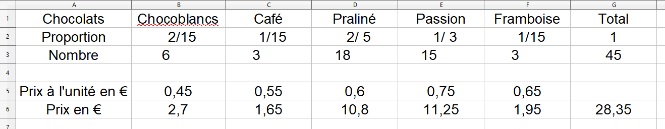 A B C D E F G
1 Chocolats Chocoblancs Café Praliné Passion Framboise Total
2 Proportion 2/15 1/15 2/ 5 1/ 3 1/15 1
3 Nombre 6 3 18 15 3 45
4
5 Prix à l'unité en € 0,45 0,55 0,6 0,75 0,65
6 Prix en € 2,7 1,65 10,8 11,25 1,95 28,35
7